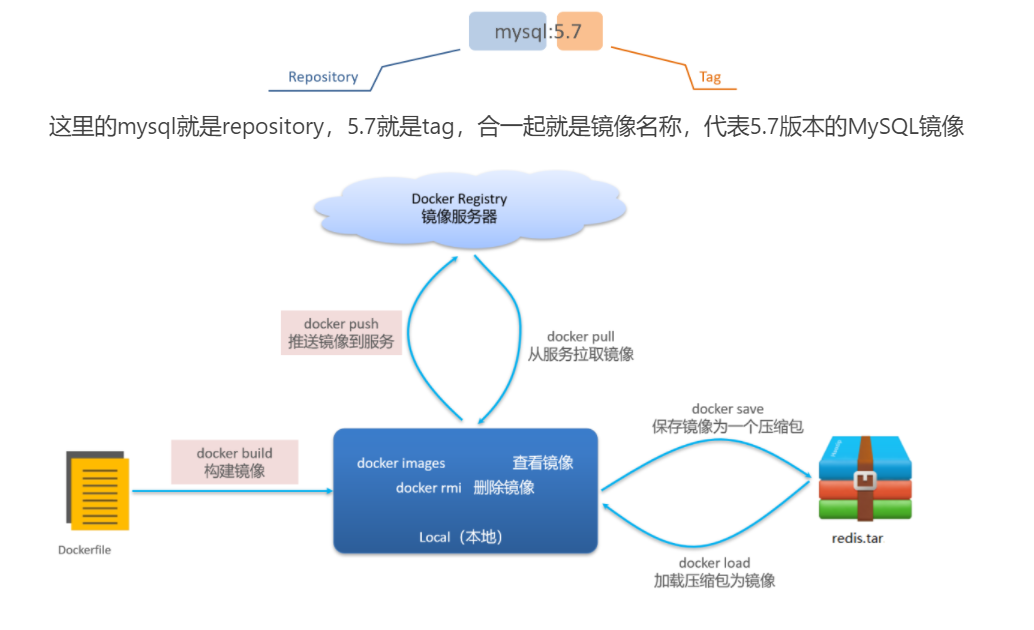 mysql:5.7
Repository
Tag
这里的mysql就是repository，5.7就是tag，合一起就是镜像名称，代表5.7版本的MySQL镜像
Docker Registry
镜像服务器
docker push
推送镜像到服务
docker pull
从服务拉取镜像
docker save
保存镜像为一个压缩包
docker build
构建镜像
docker images 查看镜像
docker rmi 删除镜像
Local（本地）
Dockerfile
redis.tar
docker load
加载压缩包为镜像